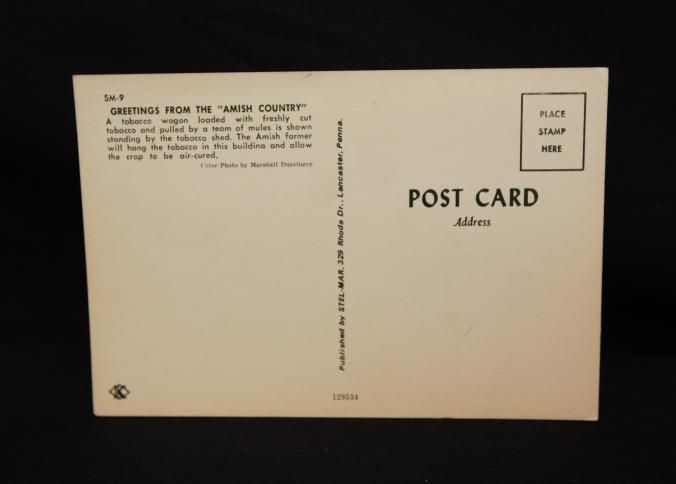 SM-9
GREETINGS FROM THE "AMISH COUNTRY"
A tobacco wagon loaded with freshly cut
tobacco and pulled by a team of mules is shown
standing by the tobacco shed. The Amish farmer
will hang the tobacco in this building and allow
the crop to be air-cured.
Color Photo by Marshall Dussinger
Published by STEL-MAR, 329 Rhoda Dr., Lancaster, Penna.
129534
PLACE
STAMP
HERE
POST CARD
Address